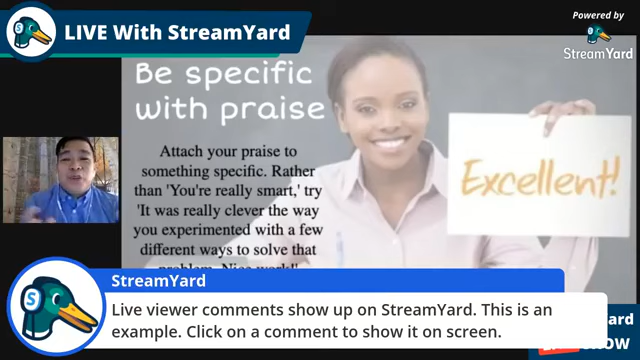 LIVE With StreamYard
Powered by
StreamYard
Be specific
with praise
Attach your praise to
something specific. Rather
than 'You're really smart,' try
'It was really clever the way
you experimented with a few
different ways to solve that
problem. Nice work!'
Excellent!
StreamYard
Live viewer comments show up on StreamYard. This is an
example. Click on a comment to show it on screen.